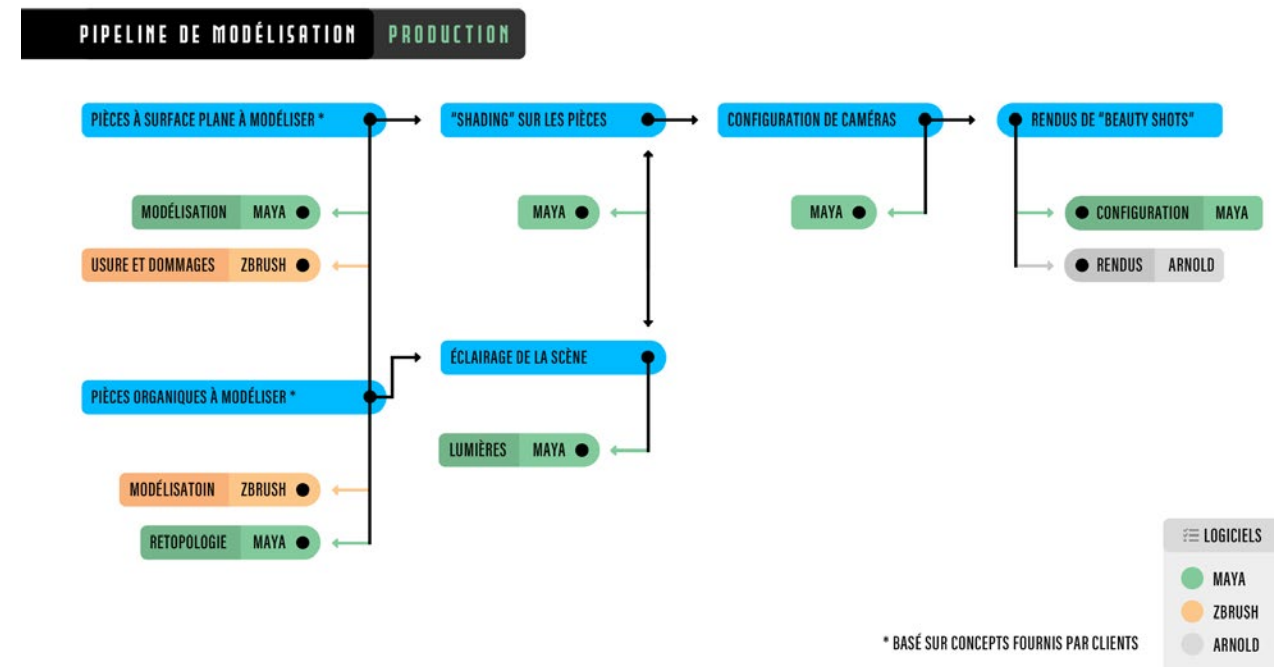 PIPELINE DE MODÉLISATION PRODUCTION
PIÈCES À SURFACE PLANE À MODÉLISER *
MODÉLISATION MAYA
USURE ET DOMMAGES ZBRUSH
PIÈCES ORGANIQUES À MODÉLISER *
MODÉLISATOIN ZBRUSH
RETOPOLOGIE MAYA
"SHADING" SUR LES PIÈCES
MAYA
ÉCLAIRAGE DE LA SCÈNE
LUMIÈRES MAYA
CONFIGURATION DE CAMÉRAS
MAYA
RENDUS DE "BEAUTY SHOTS"
CONFIGURATION MAYA
RENDUS ARNOLD
LOGICIELS
MAYA
ZBRUSH
ARNOLD
* BASÉ SUR CONCEPTS FOURNIS PAR CLIENTS